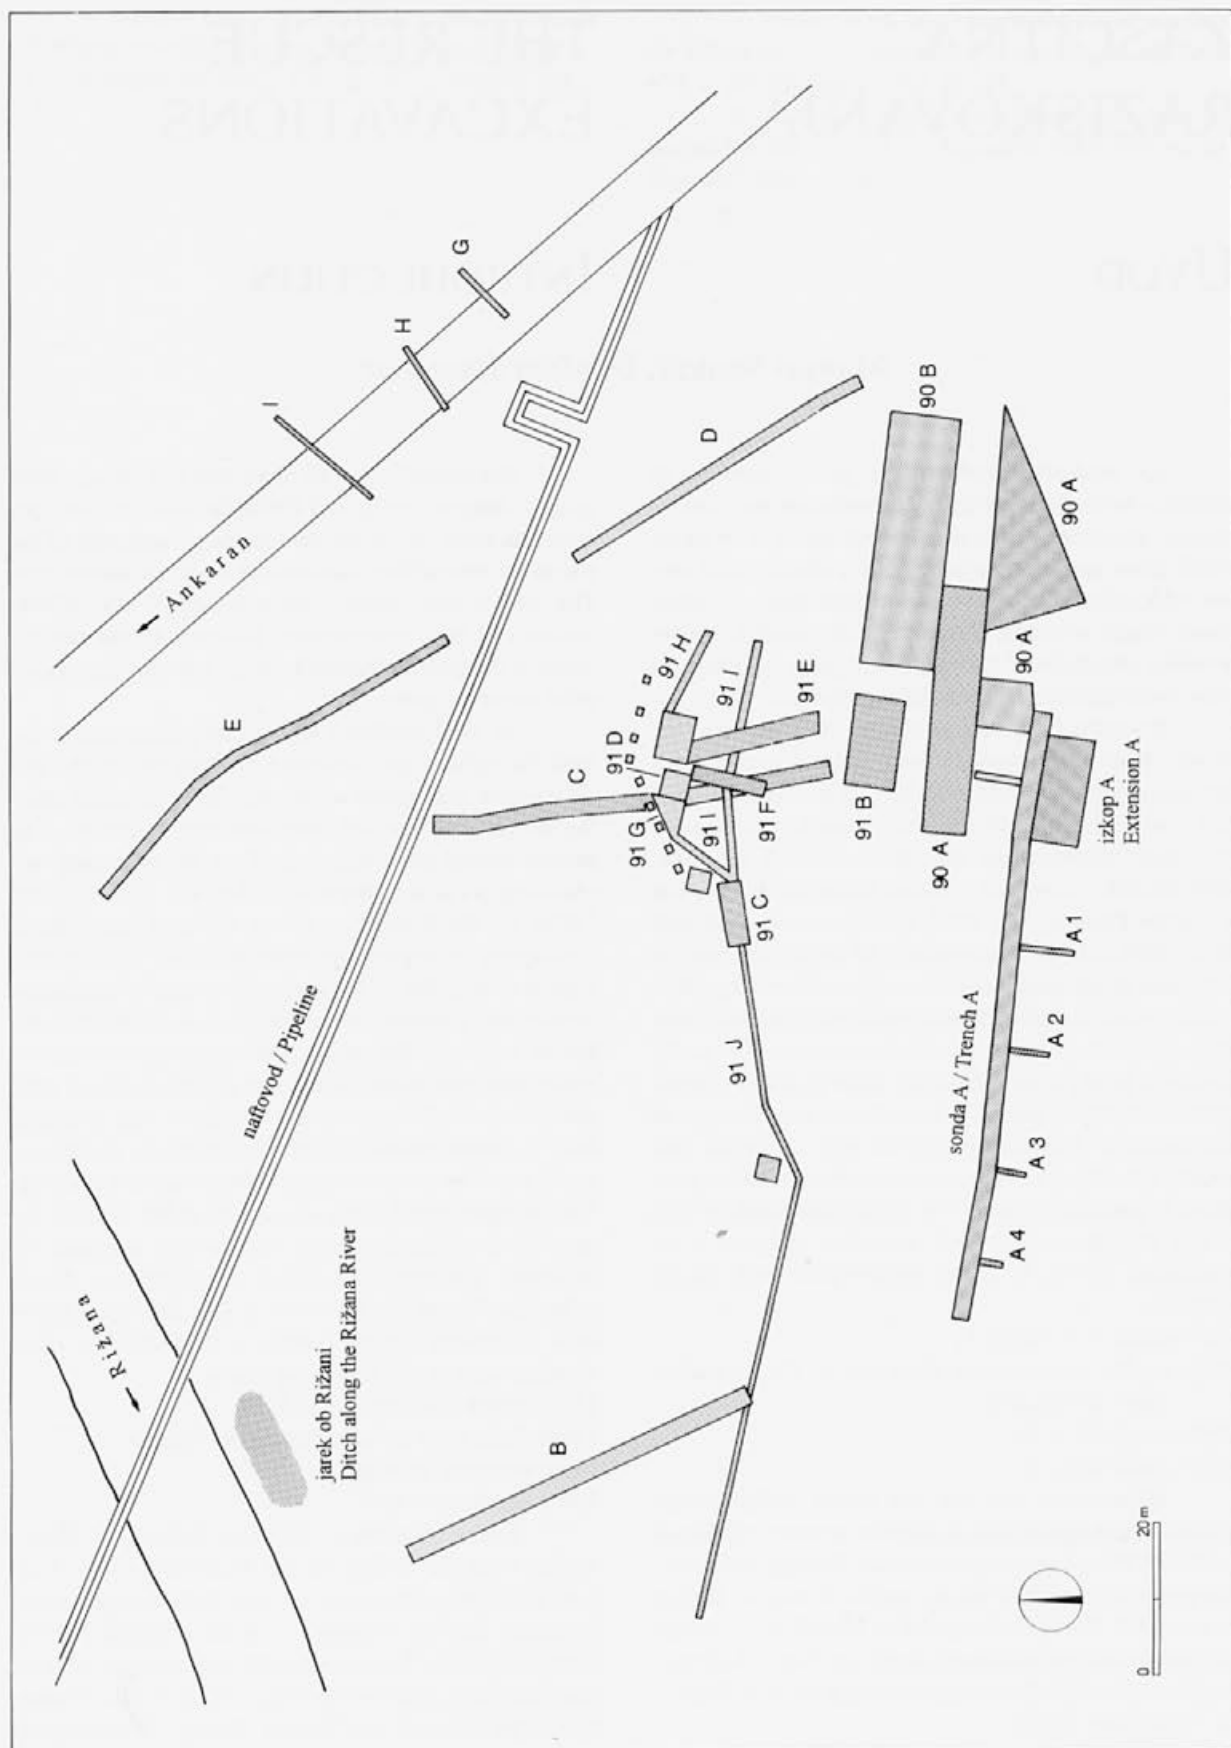 Rižana
jarek ob Rižani
Ditch along the Rižana River
naftovod / Pipeline
E
Ankaran
I
H
G
B
C
D
91 D
91 G
91 H
91 I
91 I
91 J
91 C
91 F
91 E
91 B
90 B
90 A
90 A
90 A
sonda A / Trench A
A 4
A 3
A 2
A 1
izkop A
Extension A
0
20 m